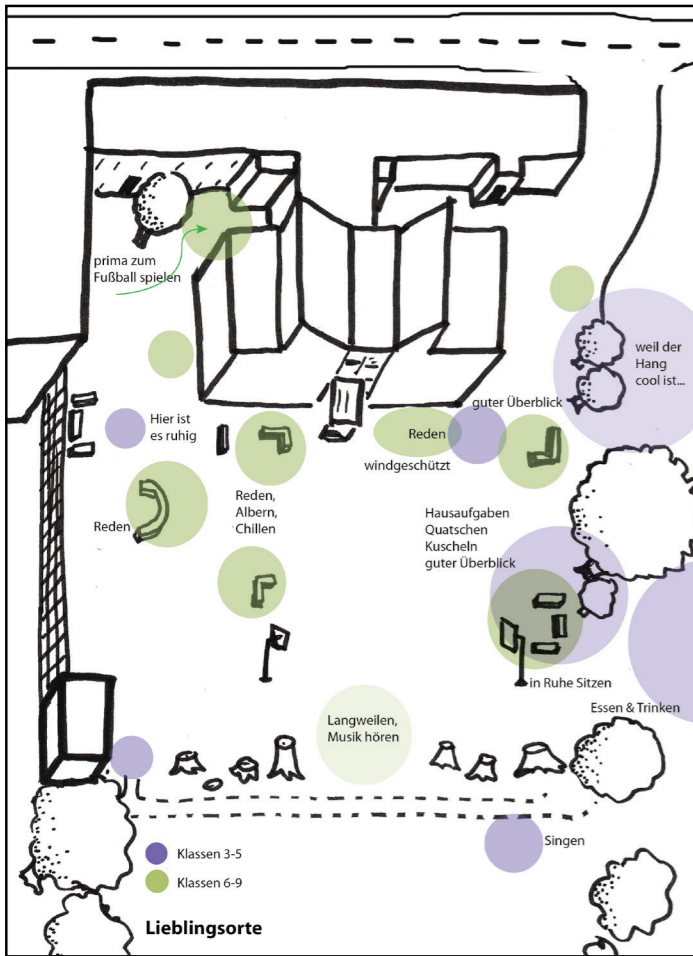 prima zum
Fußball spielen
weil der
Hang
cool ist...
guter Überblick
Hier ist
es ruhig
Reden
windgeschützt
Reden,
Albern,
Chillen
Reden
Hausaufgaben
Quatschen
Kuscheln
guter Überblick
in Ruhe Sitzen
Essen & Trinken
Langweilen,
Musik hören
Singen
Klassen 3-5
Klassen 6-9
Lieblingsorte